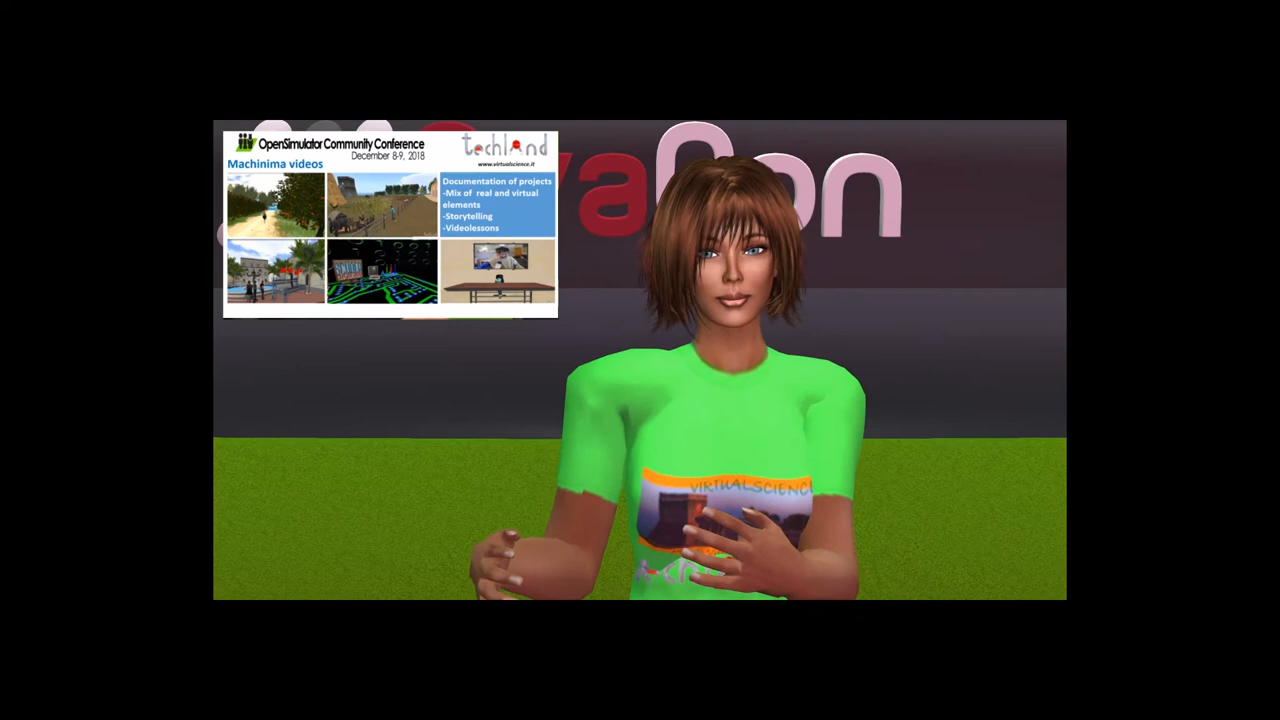 OpenSimulator Community Conference
December 8-9, 2018
techland
www.virtualscience.it
Machinima videos
Documentation of projects
-Mix of real and virtual
elements
-Storytelling
-Videolessons
VIRTUALSCIENCE